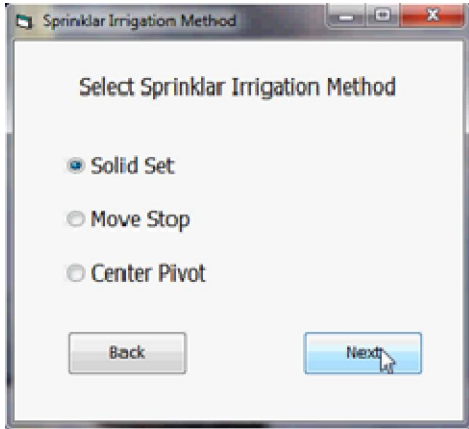 Sprinklar Irrigation Method
Select Sprinklar Irrigation Method
Solid Set
Move Stop
Center Pivot
Back
Next